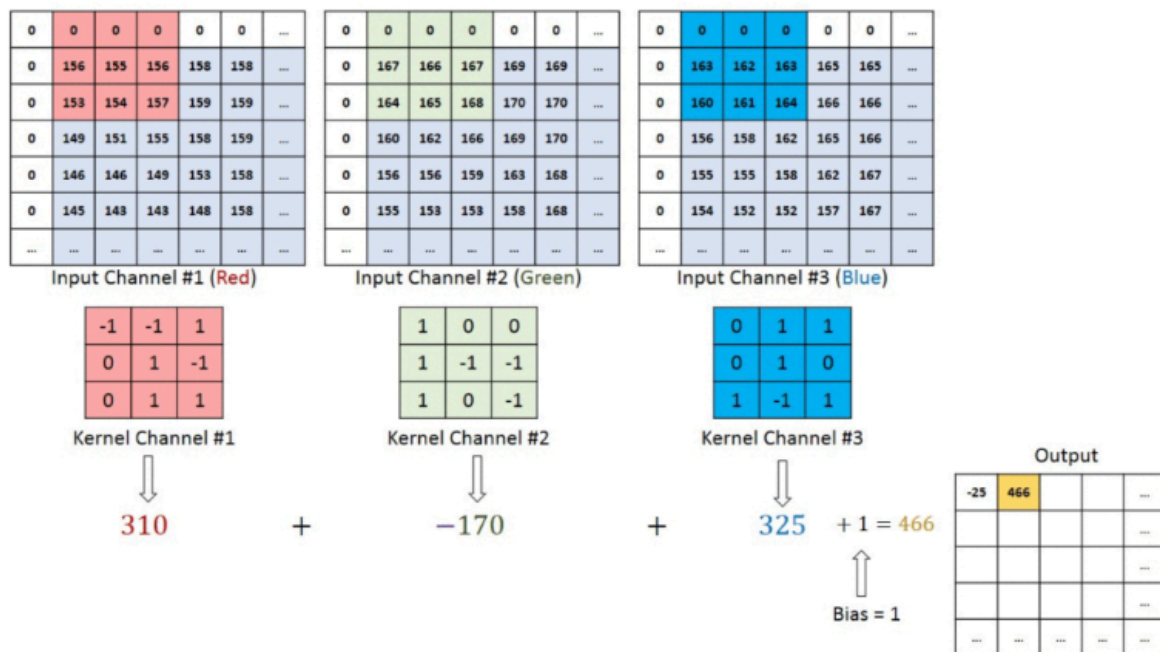 0 0 0 0 0 0 ...
0 156 155 156 158 158 ...
0 153 154 157 159 159 ...
0 149 151 155 158 159 ...
0 146 146 149 153 158 ...
0 145 143 143 148 158 ...
... ... ... ... ... ... ...
Input Channel #1 (Red)
0 0 0 0 0 0 ...
0 167 166 167 169 169 ...
0 164 165 168 170 170 ...
0 160 162 166 169 170 ...
0 156 156 159 163 168 ...
0 155 153 153 158 168 ...
... ... ... ... ... ... ...
Input Channel #2 (Green)
0 0 0 0 0 0 ...
0 163 162 163 165 165 ...
0 160 161 164 166 166 ...
0 156 158 162 165 166 ...
0 155 155 158 162 167 ...
0 154 152 152 157 167 ...
... ... ... ... ... ... ...
Input Channel #3 (Blue)
-1 -1 1
0 1 -1
0 1 1
Kernel Channel #1
1 0 0
1 -1 -1
1 0 -1
Kernel Channel #2
0 1 1
0 1 0
1 -1 1
Kernel Channel #3
310 + −170 + 325 + 1 = 466
Bias = 1
Output
-25 466 ...
...
...
...
... ... ... ... ...